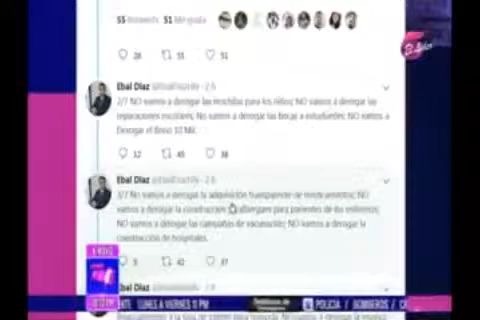 55 Retweets 51 Me gusta
28 55 51
Ebal Díaz
2/7 NO vamos a derogar las mochilas para los niños; NO vamos a derogar las
reparaciones escolares; No vamos a derogar las becas a estudiantes; NO vamos a
Derogar el Bono 10 Mil.
12 45 38
Ebal Díaz
3/7 No vamos a derogar la adquisición transparente de medicamentos; NO
vamos a derogar la construcción de albergues para parientes de los enfermos;
NO vamos a derogar las campañas de vacunación; NO vamos a derogar la
construcción de hospitales.
5 42 37
Ebal Díaz
LUNES A VIERNES 11 PM
POLICIA / BOMBEROS /